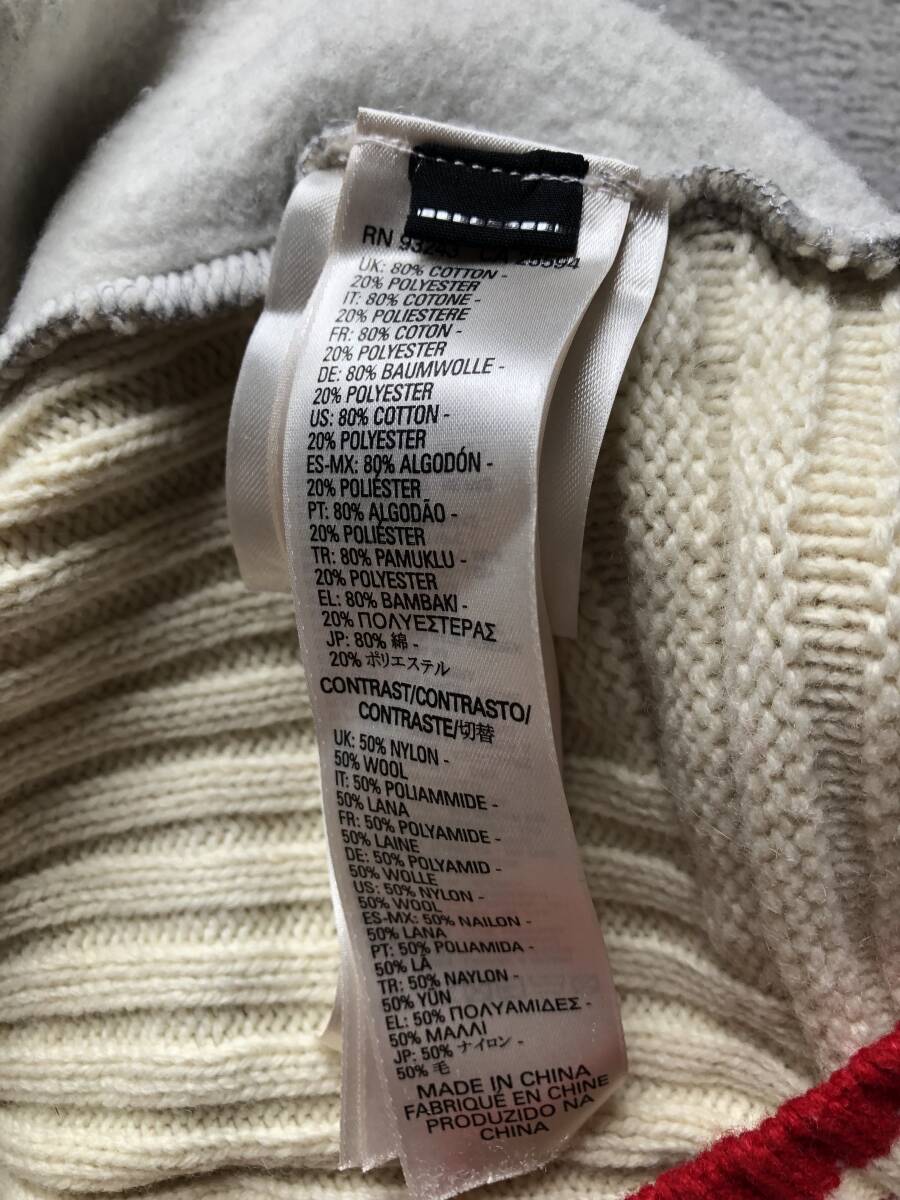 RN 93243 CA 25594
UK: 80% COTTON -
20% POLYESTER
IT: 80% COTONE -
20% POLIESTERE
FR: 80% COTON -
20% POLYESTER
DE: 80% BAUMWOLLE -
20% POLYESTER
US: 80% COTTON -
20% POLYESTER
ES-MX: 80% ALGODÓN -
20% POLIÉSTER
PT: 80% ALGODÃO -
20% POLIÉSTER
TR: 80% PAMUKLU -
20% POLYESTER
EL: 80% BAMBAKI -
20% ΠΟΛΥΕΣΤΕΡΑΣ
JP: 80% 綿 -
20% ポリエステル
CONTRAST/CONTRASTO/
CONTRASTE/切替
UK: 50% NYLON -
50% WOOL
IT: 50% POLIAMMIDE -
50% LANA
FR: 50% POLYAMIDE -
50% LAINE
DE: 50% POLYAMID -
50% WOLLE
US: 50% NYLON -
50% WOOL
ES-MX: 50% NAILON -
50% LANA
PT: 50% POLIAMIDA -
50% LÃ
TR: 50% NAYLON -
50% YÜN
EL: 50% ΠΟΛΥΑΜΙΔΕΣ -
50% ΜΑΛΛΙ
JP: 50% ナイロン -
50% 毛
MADE IN CHINA
FABRIQUÉ EN CHINE
PRODUZIDO NA
CHINA